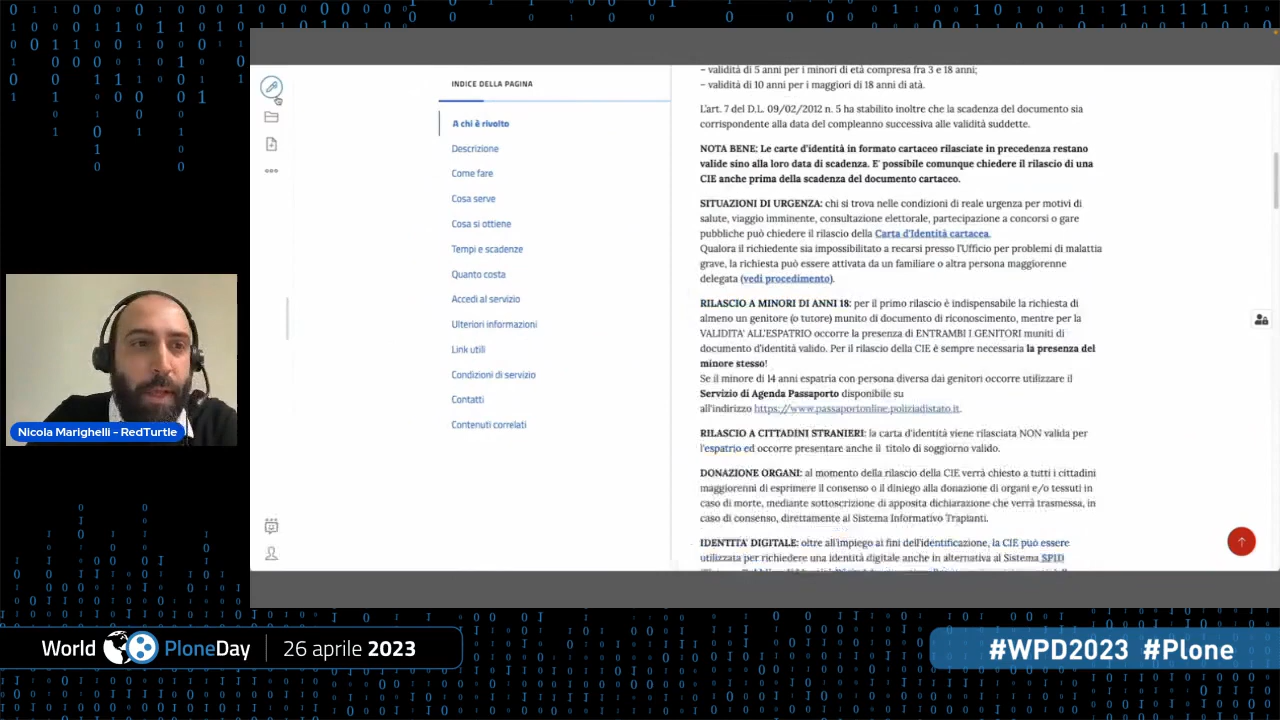 INDICE DELLA PAGINA
A chi è rivolto
Descrizione
Come fare
Cosa serve
Cosa si ottiene
Tempi e scadenze
Quanto costa
Accedi al servizio
Ulteriori informazioni
Link utili
Condizioni di servizio
Contatti
Contenuti correlati
– validità di 5 anni per i minori di età compresa fra 3 e 18 anni;
– validità di 10 anni per i maggiori di 18 anni di atà.
L'art. 7 del D.L. 09/02/2012 n. 5 ha stabilito inoltre che la scadenza del documento sia
corrispondente alla data del compleanno successiva alle validità suddette.
NOTA BENE: Le carte d'identità in formato cartaceo rilasciate in precedenza restano
valide sino alla loro data di scadenza. E' possibile comunque chiedere il rilascio di una
CIE anche prima della scadenza del documento cartaceo.
SITUAZIONI DI URGENZA: chi si trova nelle condizioni di reale urgenza per motivi di
salute, viaggio imminente, consultazione elettorale, partecipazione a concorsi o gare
pubbliche può chiedere il rilascio della Carta d'Identità cartacea.
Qualora il richiedente sia impossibilitato a recarsi presso l'Ufficio per problemi di malattia
grave, la richiesta può essere attivata da un familiare o altra persona maggiorenne
delegata (vedi procedimento).
RILASCIO A MINORI DI ANNI 18: per il primo rilascio è indispensabile la richiesta di
almeno un genitore (o tutore) munito di documento di riconoscimento, mentre per la
VALIDITA' ALL'ESPATRIO occorre la presenza di ENTRAMBI I GENITORI muniti di
documento d'identità valido. Per il rilascio della CIE è sempre necessaria la presenza del
minore stesso!
Se il minore di 14 anni espatria con persona diversa dai genitori occorre utilizzare il
Servizio di Agenda Passaporto disponibile su
all'indirizzo https://www.passaportonline.poliziadistato.it.
RILASCIO A CITTADINI STRANIERI: la carta d'identità viene rilasciata NON valida per
l'espatrio ed occorre presentare anche il titolo di soggiorno valido.
DONAZIONE ORGANI: al momento della rilascio della CIE verrà chiesto a tutti i cittadini
maggiorenni di esprimere il consenso o il diniego alla donazione di organi e/o tessuti in
caso di morte, mediante sottoscrizione di apposita dichiarazione che verrà trasmessa, in
caso di consenso, direttamente al Sistema Informativo Trapianti.
IDENTITA' DIGITALE: oltre all'impiego ai fini dell'identificazione, la CIE può essere
utilizzata per richiedere una identità digitale anche in alternativa al Sistema SPID
Nicola Marighelli - RedTurtle
World PloneDay 26 aprile 2023
#WPD2023 #Plone